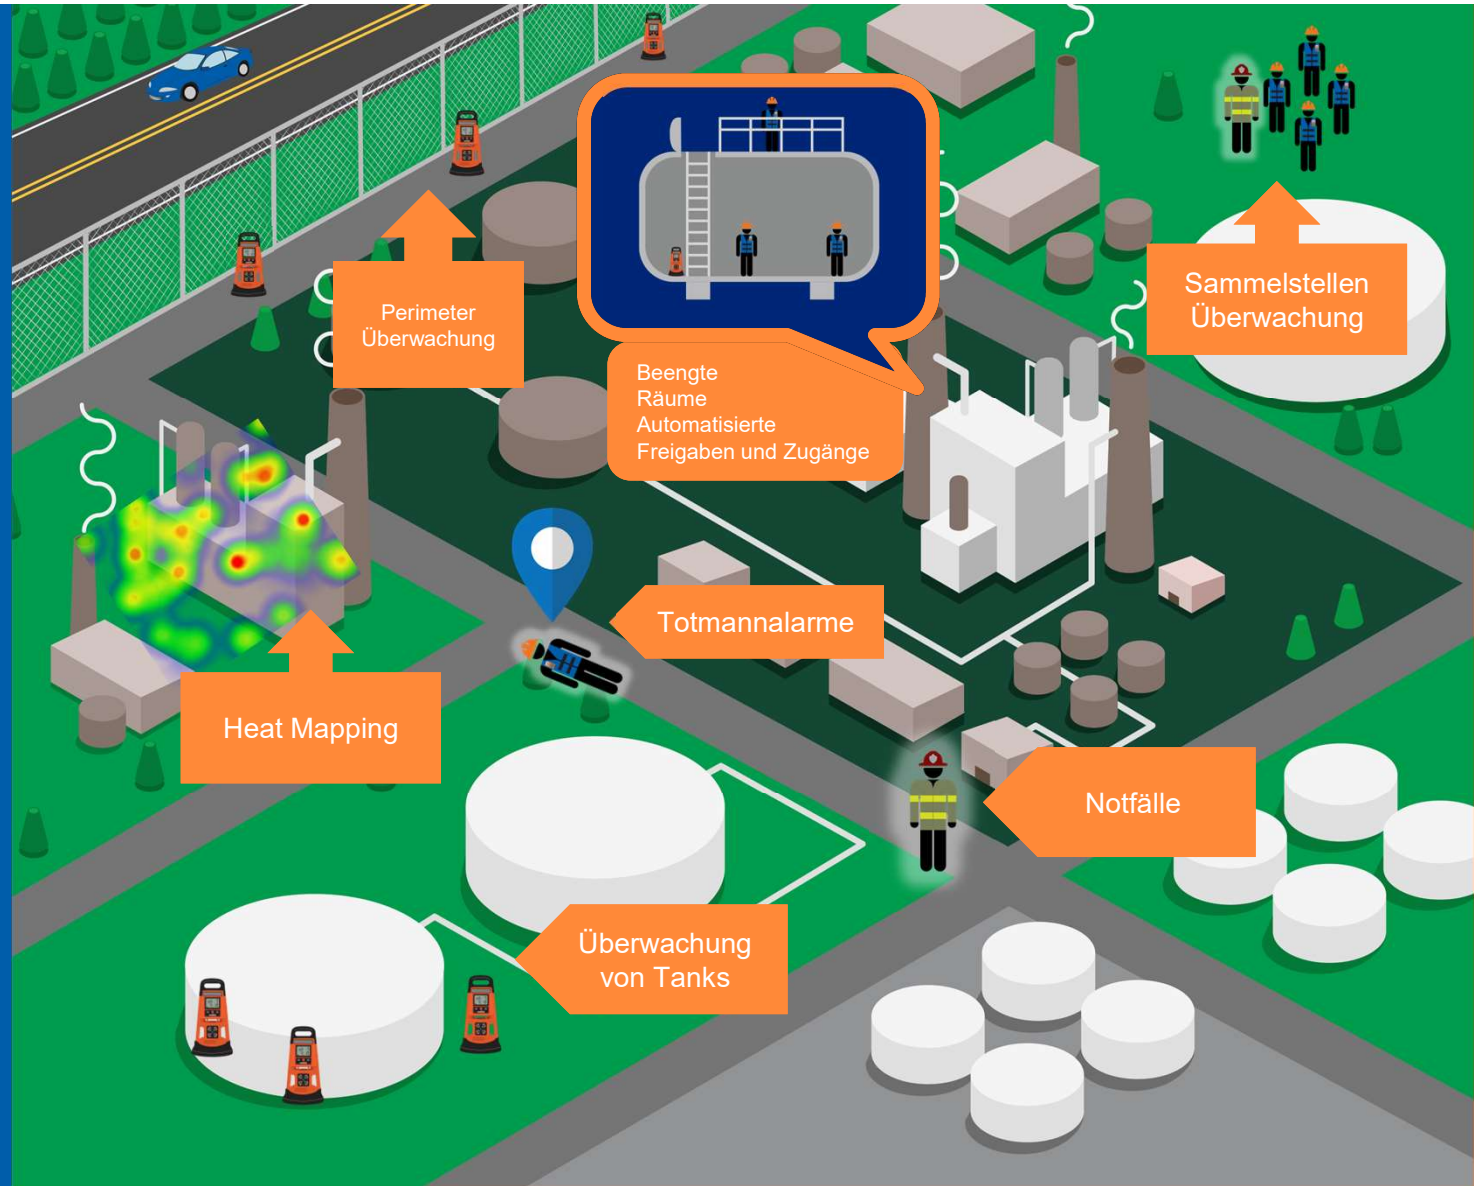 Perimeter
Überwachung
Sammelstellen
Überwachung
Beengte
Räume
Automatisierte
Freigaben und Zugänge
Totmannalarme
Heat Mapping
Notfälle
Überwachung
von Tanks